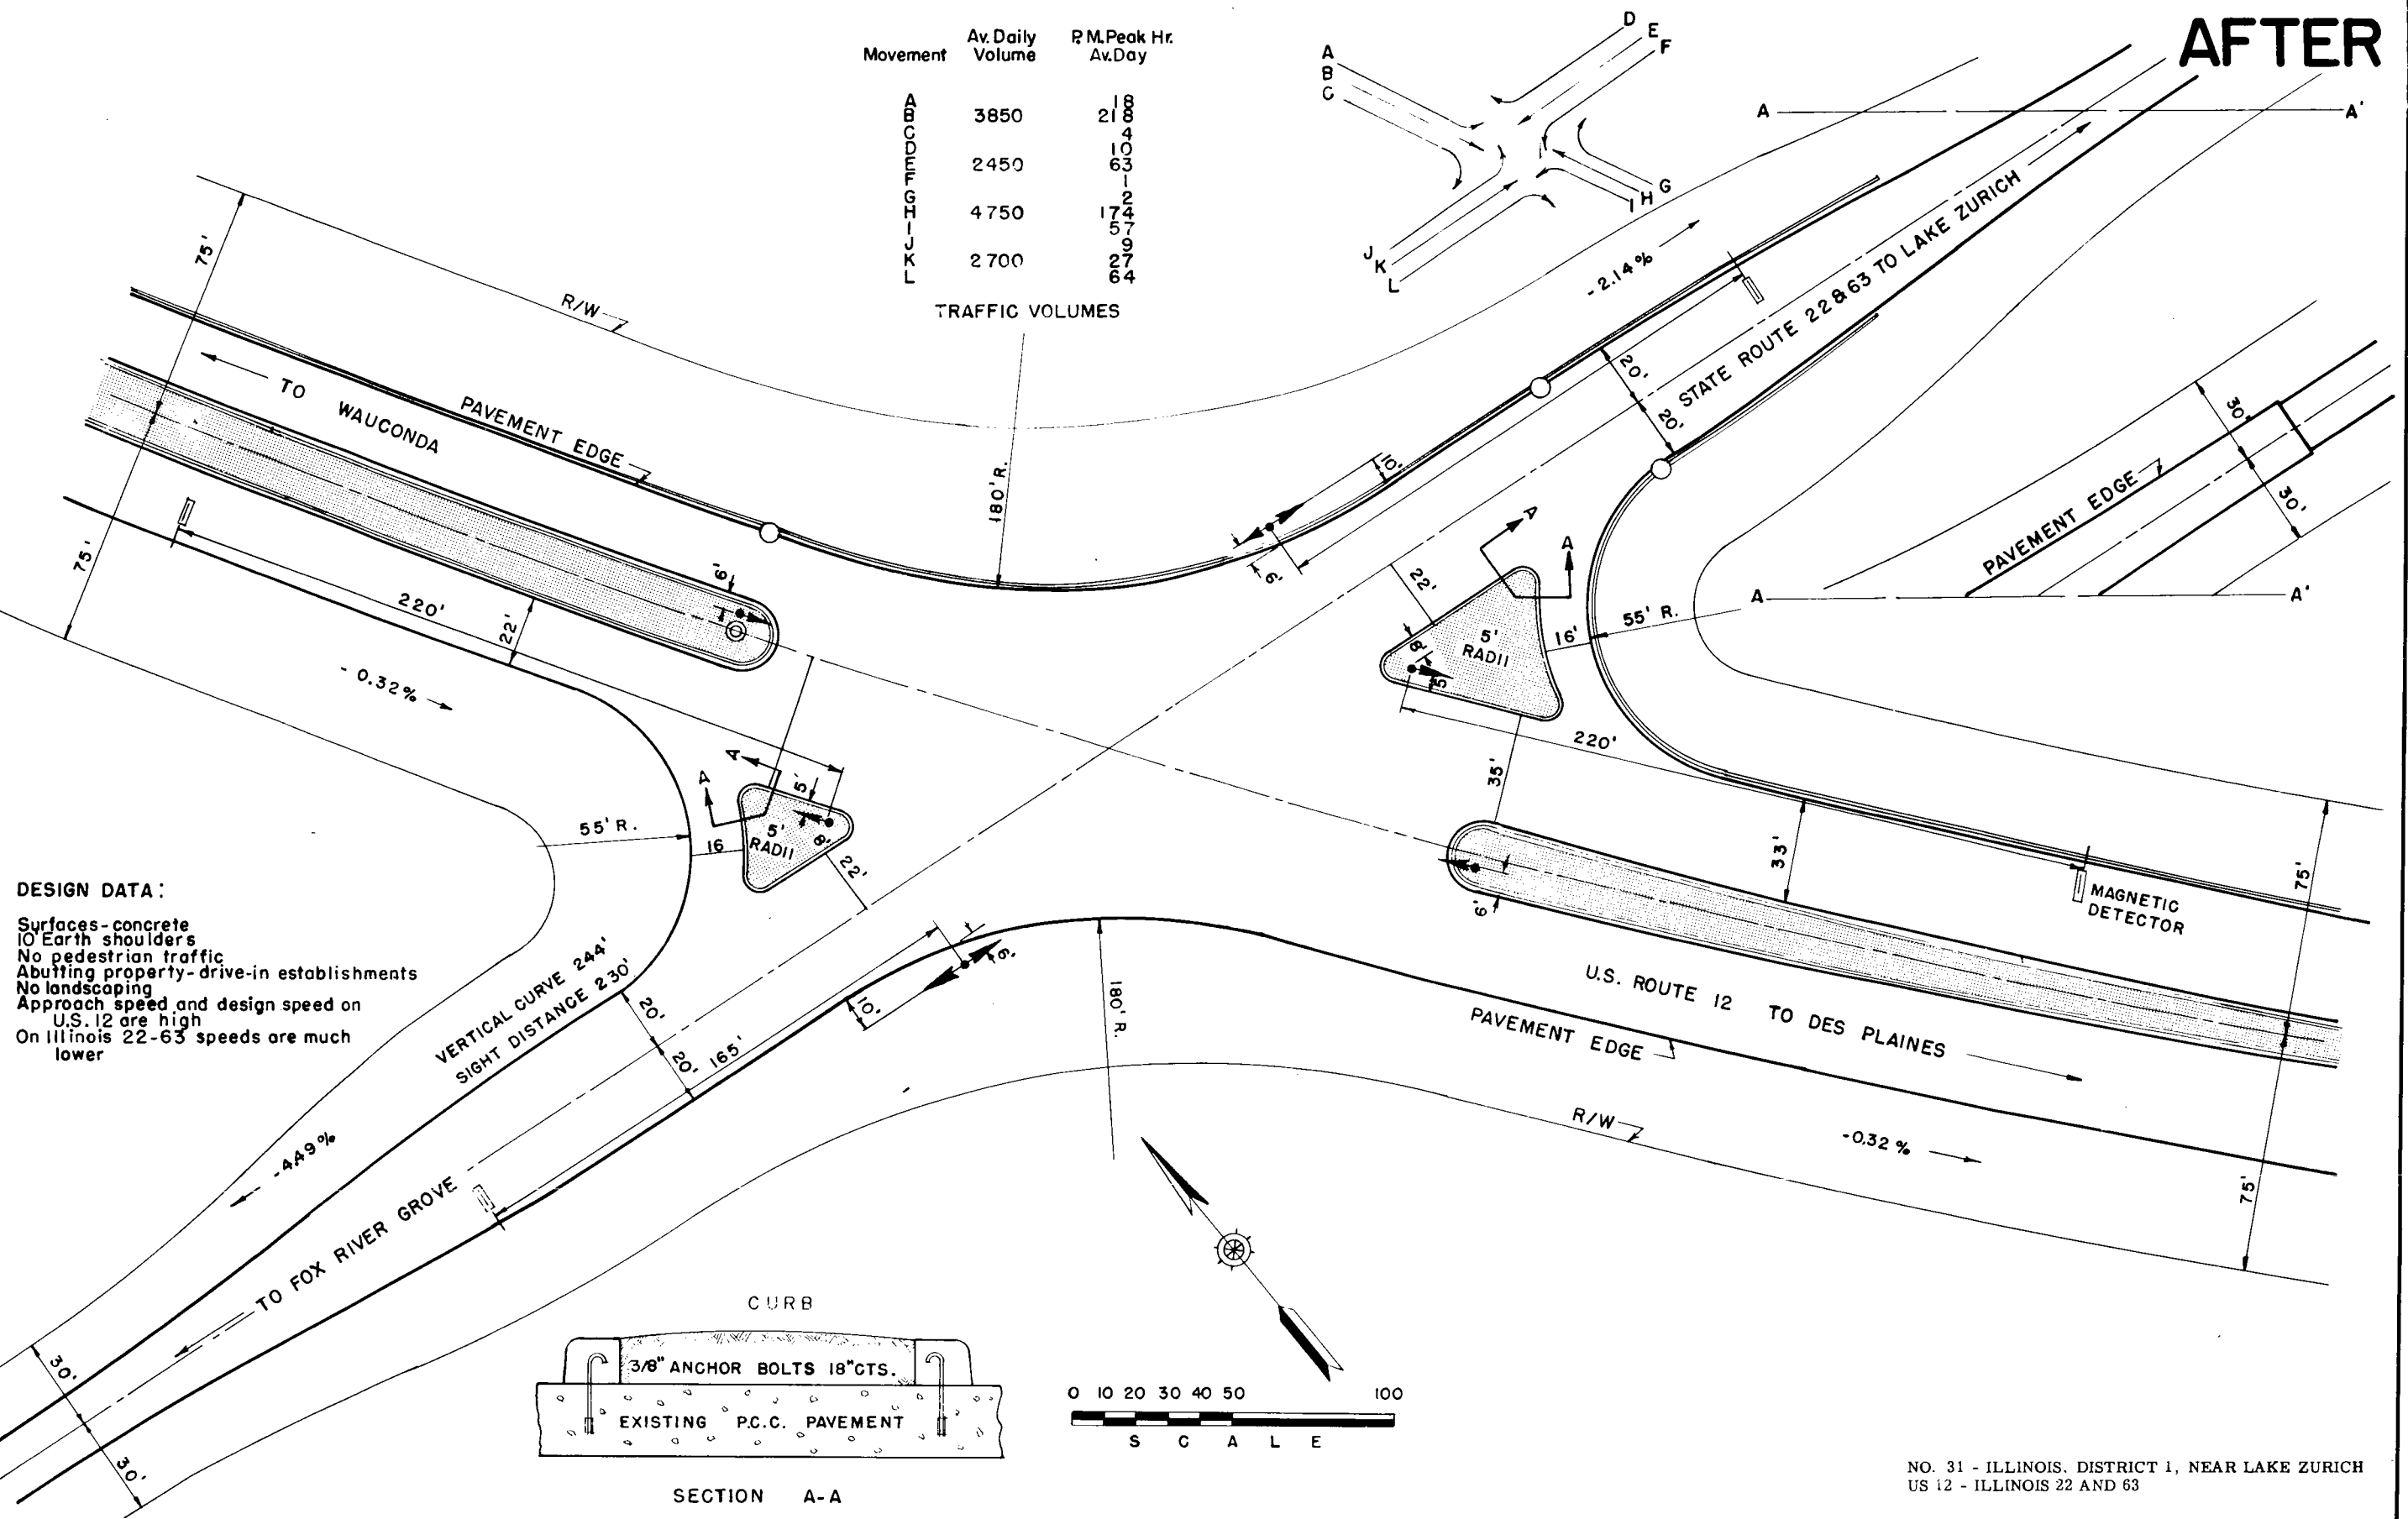 AFTER
Movement Av. Daily Volume P.M. Peak Hr. Av. Day
A 18
B 3850 218
C 4
D 10
E 2450 63
F 1
G 2
H 4750 174
I 57
J 9
K 2700 27
L 64
TRAFFIC VOLUMES
A
B
C
D
E
F
G
H
I
J
K
L
A A'
75'
R/W
TO WAUCONDA
PAVEMENT EDGE
180' R.
-2.14%
STATE ROUTE 22 & 63 TO LAKE ZURICH
20'
20'
10'
6'
30'
30'
PAVEMENT EDGE
A A'
75'
220'
22'
6'
-0.32%
A
A
22'
5'
RADII
8'
5'
16'
55' R.
220'
35'
33'
75'
MAGNETIC
DETECTOR
A
A
5'
5'
RADII
8'
22'
55' R.
16
6'
DESIGN DATA:
Surfaces-concrete
10' Earth shoulders
No pedestrian traffic
Abutting property-drive-in establishments
No landscaping
Approach speed and design speed on
U.S. 12 are high
On Illinois 22-63 speeds are much
lower
VERTICAL CURVE 244'
SIGHT DISTANCE 230'
20'
20'
165'
10'
6'
180' R.
U.S. ROUTE 12 TO DES PLAINES
PAVEMENT EDGE
R/W
-0.32%
75'
-4.49%
TO FOX RIVER GROVE
30'
30'
CURB
3/8" ANCHOR BOLTS 18" CTS.
EXISTING P.C.C. PAVEMENT
SECTION A-A
0 10 20 30 40 50 100
SCALE
NO. 31 - ILLINOIS. DISTRICT 1, NEAR LAKE ZURICH
US 12 - ILLINOIS 22 AND 63